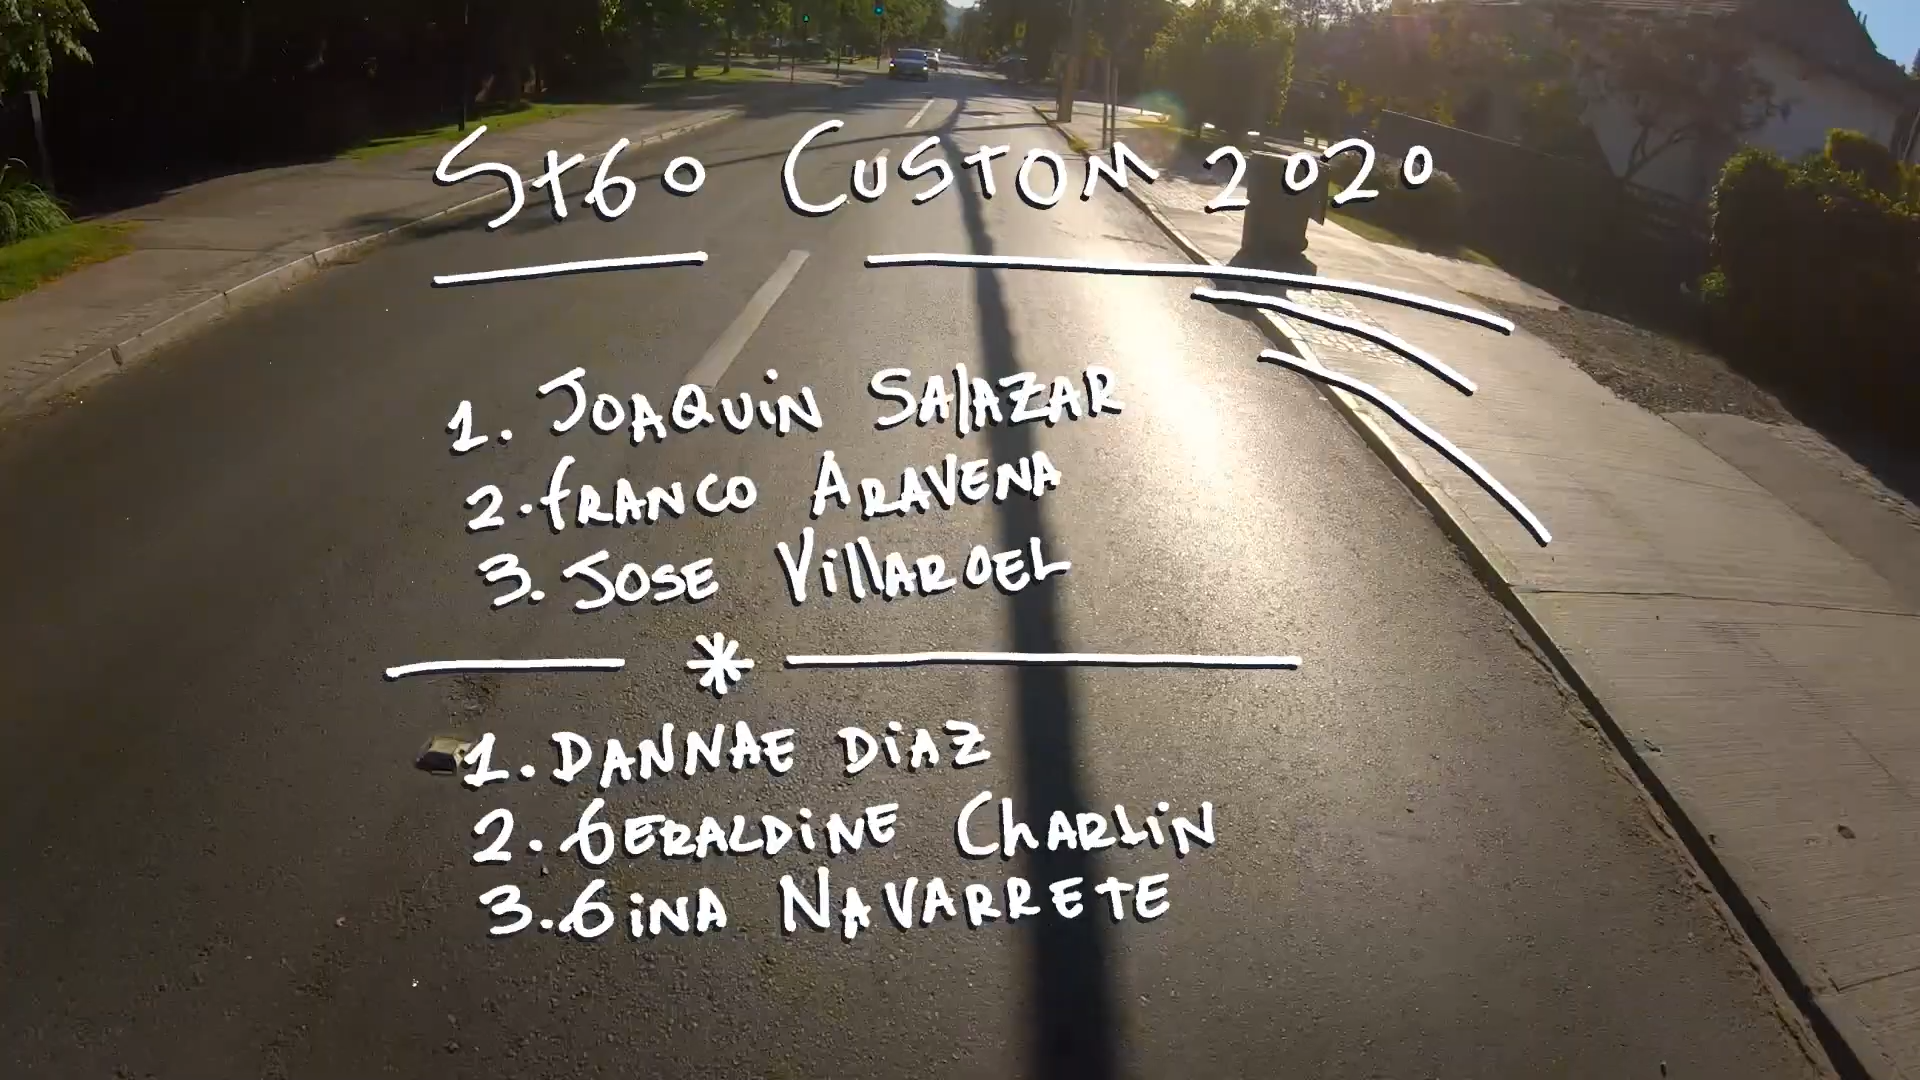 Stgo Custom 2020
1. Joaquin Salazar
2. Franco Aravena
3. Jose Villaroel
*
1. Dannae Diaz
2. Geraldine Charlin
3. Gina Navarrete